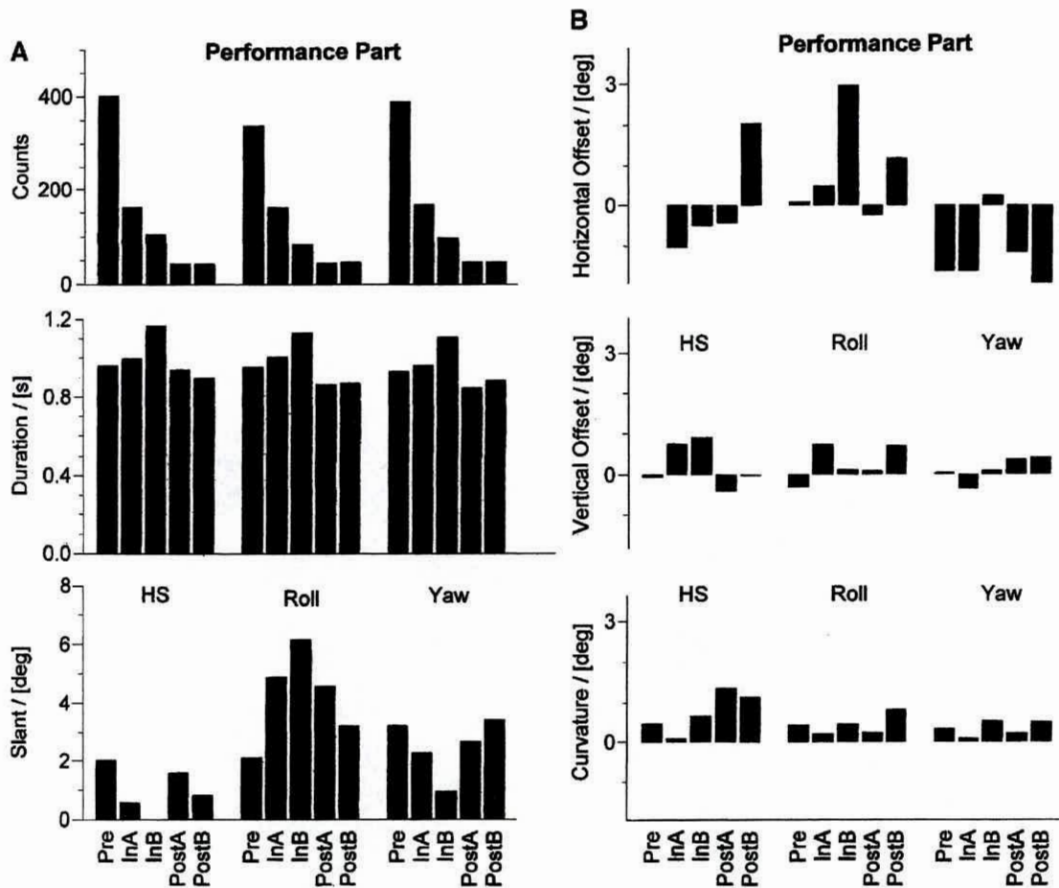 A
Performance Part
Counts
400
200
0
Duration / [s]
1.2
0.8
0.4
0.0
Slant / [deg]
8
6
4
2
0
HS Roll Yaw
Pre InA InB PostA PostB Pre InA InB PostA PostB Pre InA InB PostA PostB
B
Performance Part
Horizontal Offset / [deg]
3
0
HS Roll Yaw
Vertical Offset / [deg]
3
0
HS Roll Yaw
Curvature / [deg]
3
0
Pre InA InB PostA PostB Pre InA InB PostA PostB Pre InA InB PostA PostB